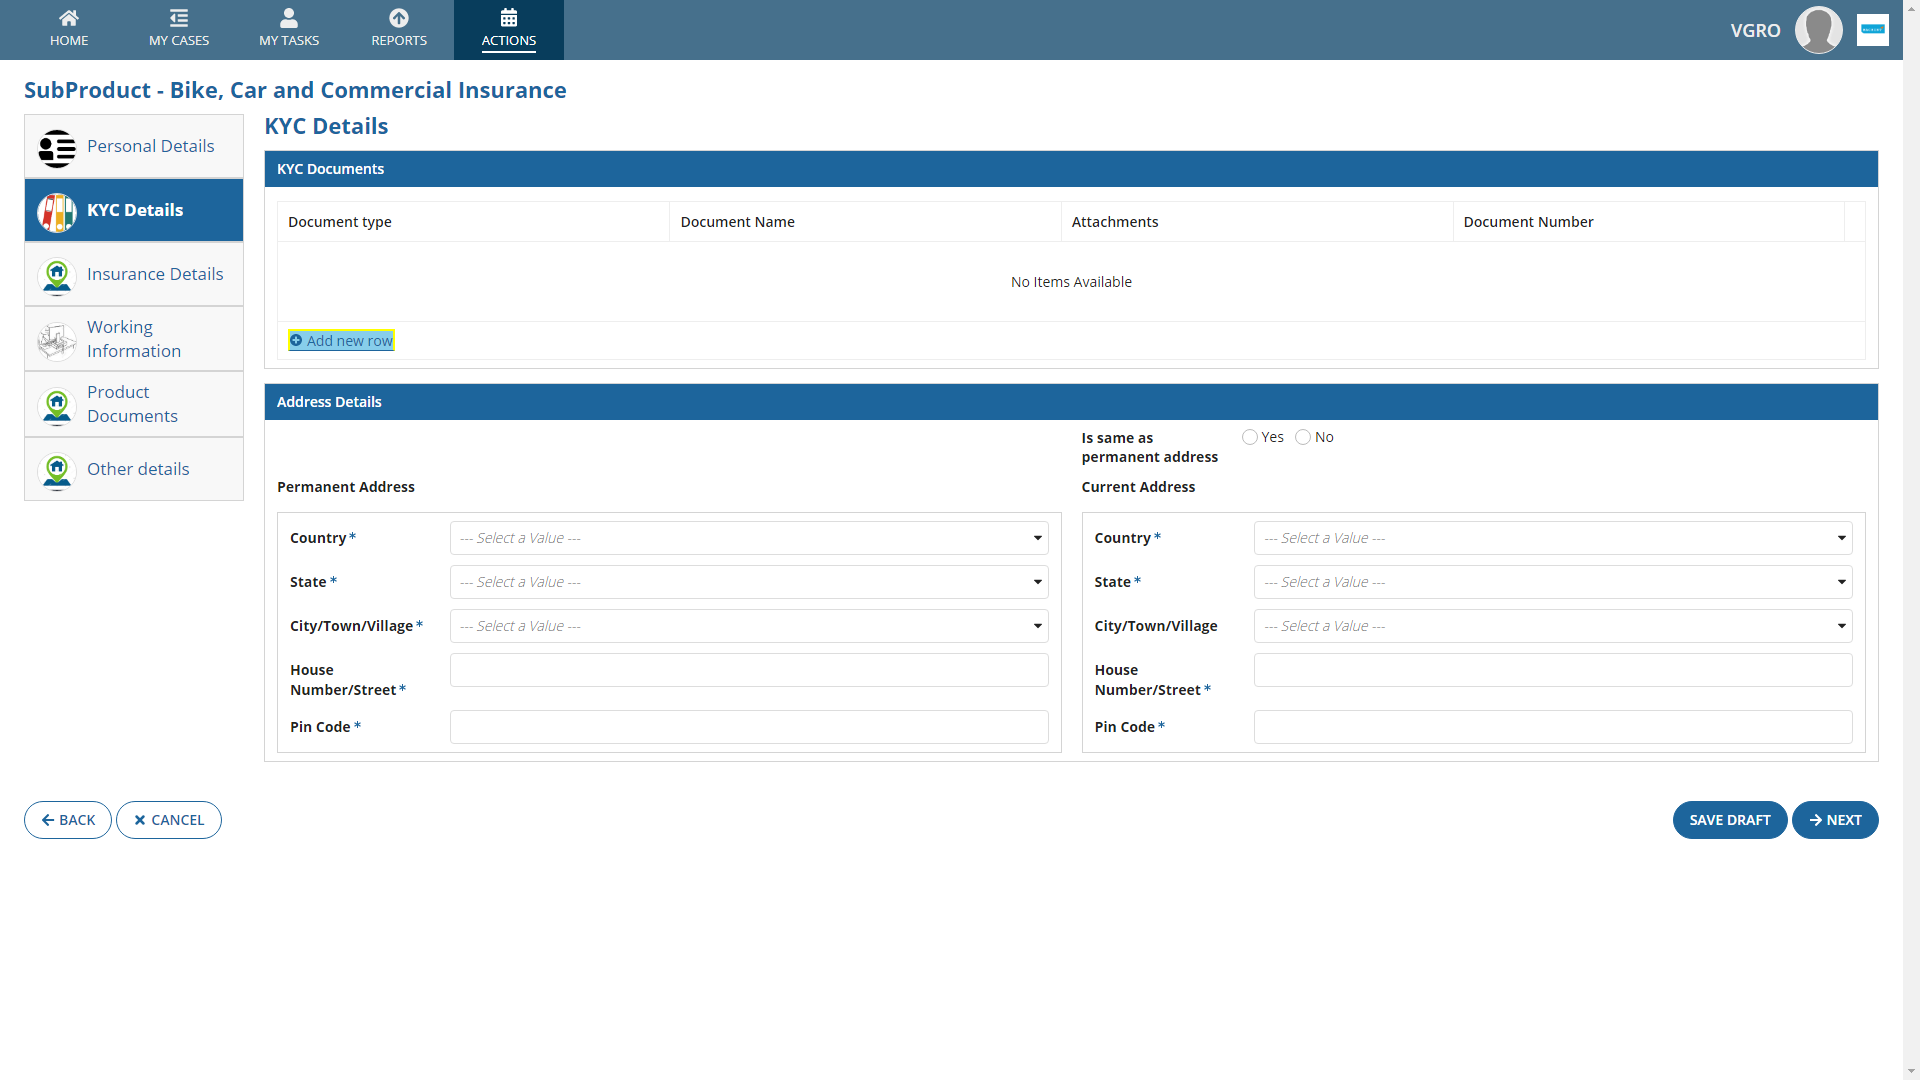 HOME
MY CASES
MY TASKS
REPORTS
ACTIONS
VGRO
SubProduct - Bike, Car and Commercial Insurance
Personal Details
KYC Details
Insurance Details
Working
Information
Product
Documents
Other details
KYC Details
KYC Documents
Document type
Document Name
Attachments
Document Number
No Items Available
Add new row
Address Details
Is same as
permanent address
Yes
No
Permanent Address
Country*
--- Select a Value ---
State*
--- Select a Value ---
City/Town/Village*
--- Select a Value ---
House
Number/Street*
Pin Code*
Current Address
Country*
--- Select a Value ---
State*
--- Select a Value ---
City/Town/Village
--- Select a Value ---
House
Number/Street*
Pin Code*
BACK
CANCEL
SAVE DRAFT
NEXT